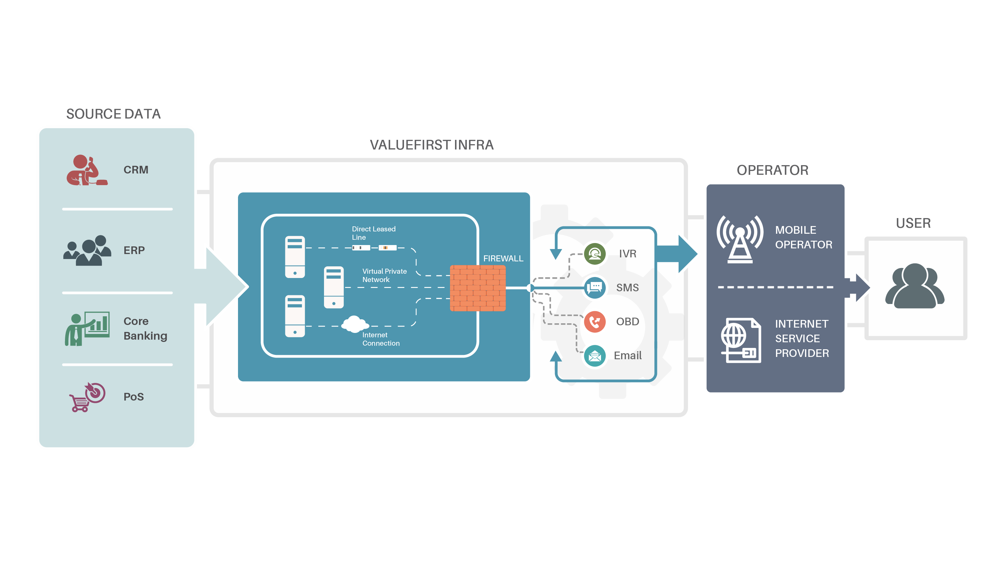 SOURCE DATA
CRM
ERP
Core
Banking
PoS
VALUEFIRST INFRA
Direct Leased
Line
Virtual Private
Network
Internet
Connection
FIREWALL
IVR
SMS
OBD
Email
OPERATOR
MOBILE
OPERATOR
INTERNET
SERVICE
PROVIDER
USER